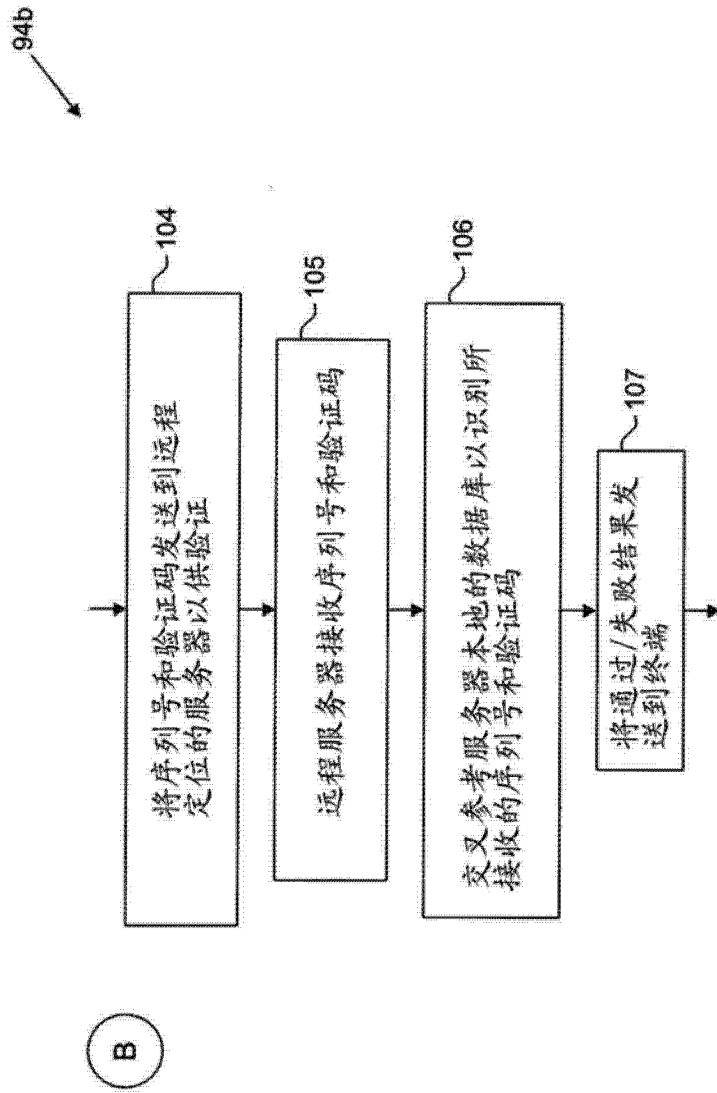 94b
B
104
将序列号和验证码发送到远程
定位的服务器以供验证
105
远程服务器接收序列号和验证码
106
交叉参考服务器本地的数据库以识别所
接收的序列号和验证码
107
将通过/失败结果发
送到终端